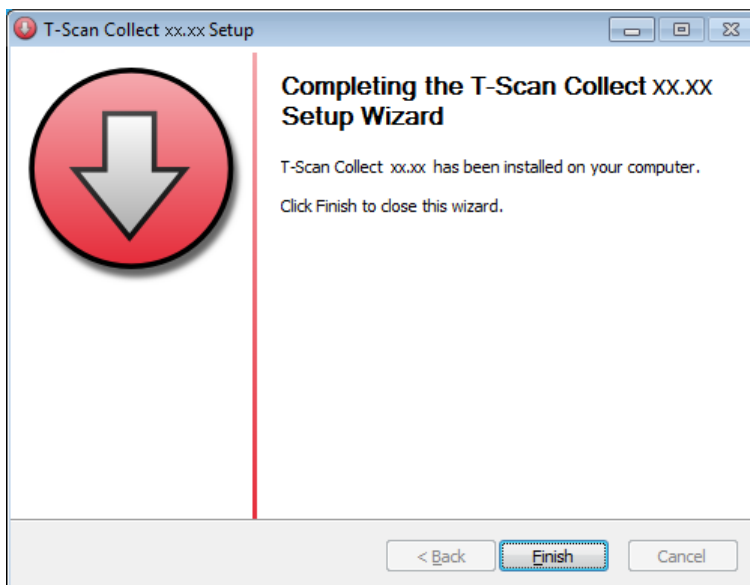 T-Scan Collect xx.xx Setup
Completing the T-Scan Collect xx.xx
Setup Wizard
T-Scan Collect xx.xx has been installed on your computer.
Click Finish to close this wizard.
< Back
Finish
Cancel